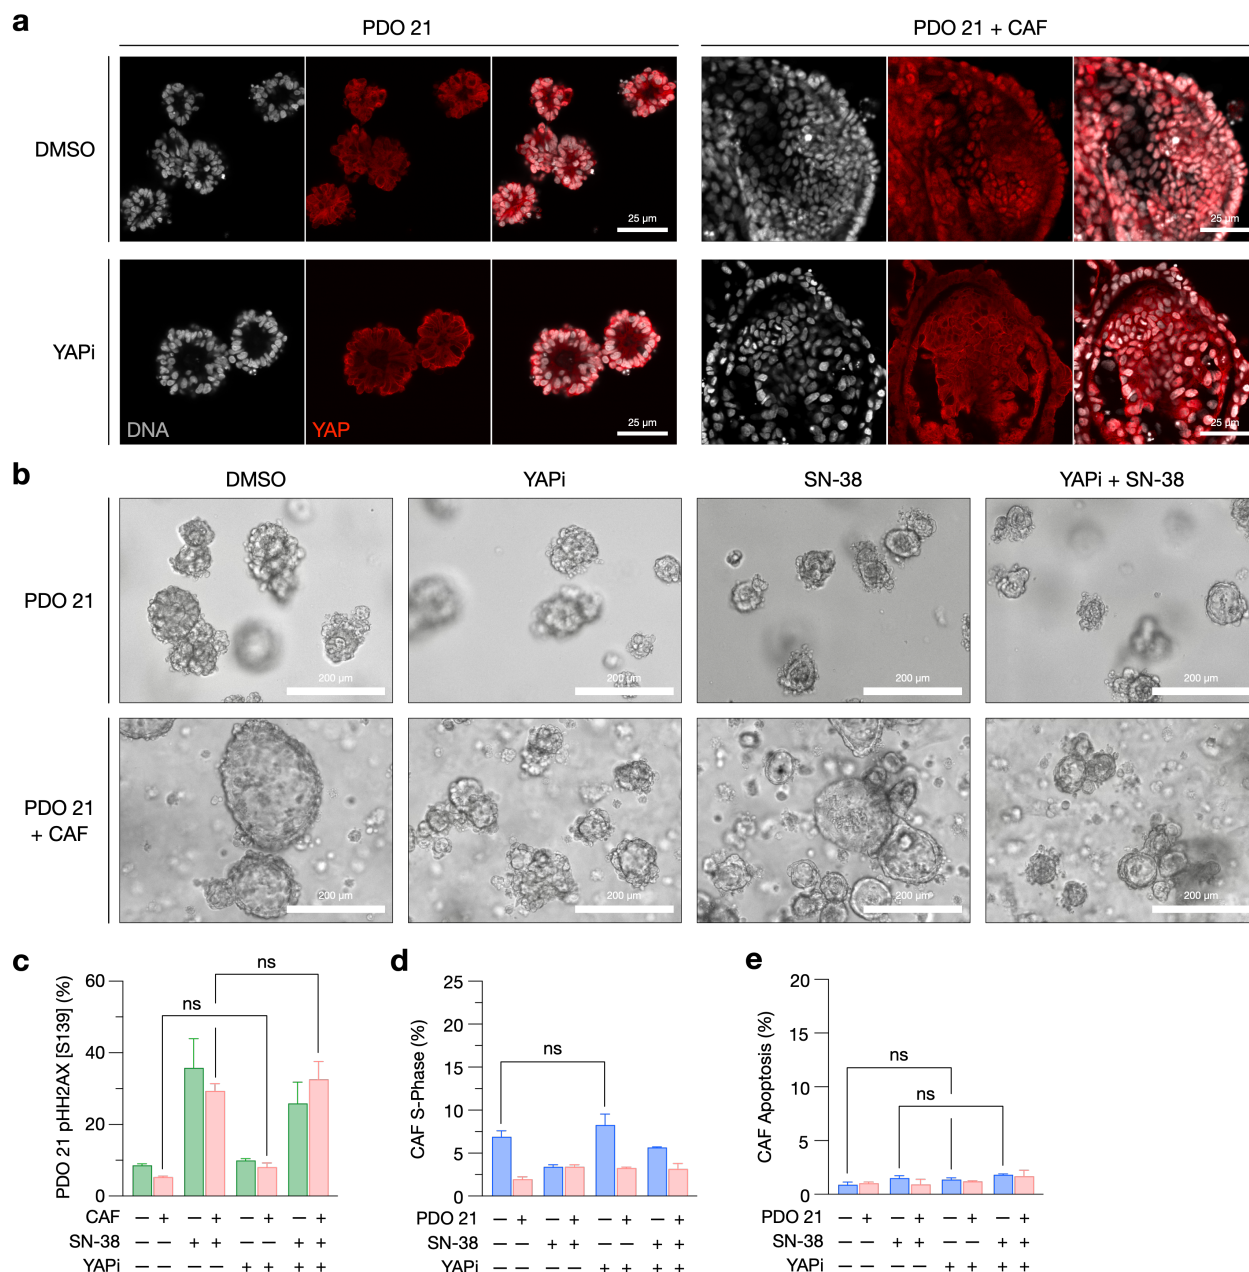 a
PDO 21
PDO 21 + CAF
DMSO
25 µm
25 µm
YAPi
DNA
YAP
25 µm
25 µm
b
DMSO
YAPi
SN-38
YAPi + SN-38
PDO 21
200 µm
200 µm
200 µm
200 µm
PDO 21
+ CAF
200 µm
200 µm
200 µm
200 µm
c
PDO 21 pHH2AX [S139] (%)
60
40
20
0
ns
ns
CAF − + − + − + − +
SN-38 − − + + − − + +
YAPi − − − − + + + +
d
CAF S-Phase (%)
25
20
15
10
5
0
ns
PDO 21 − + − + − + − +
SN-38 − − + + − − + +
YAPi − − − − + + + +
e
CAF Apoptosis (%)
20
15
10
5
0
ns
ns
PDO 21 − + − + − + − +
SN-38 − − + + − − + +
YAPi − − − − + + + +